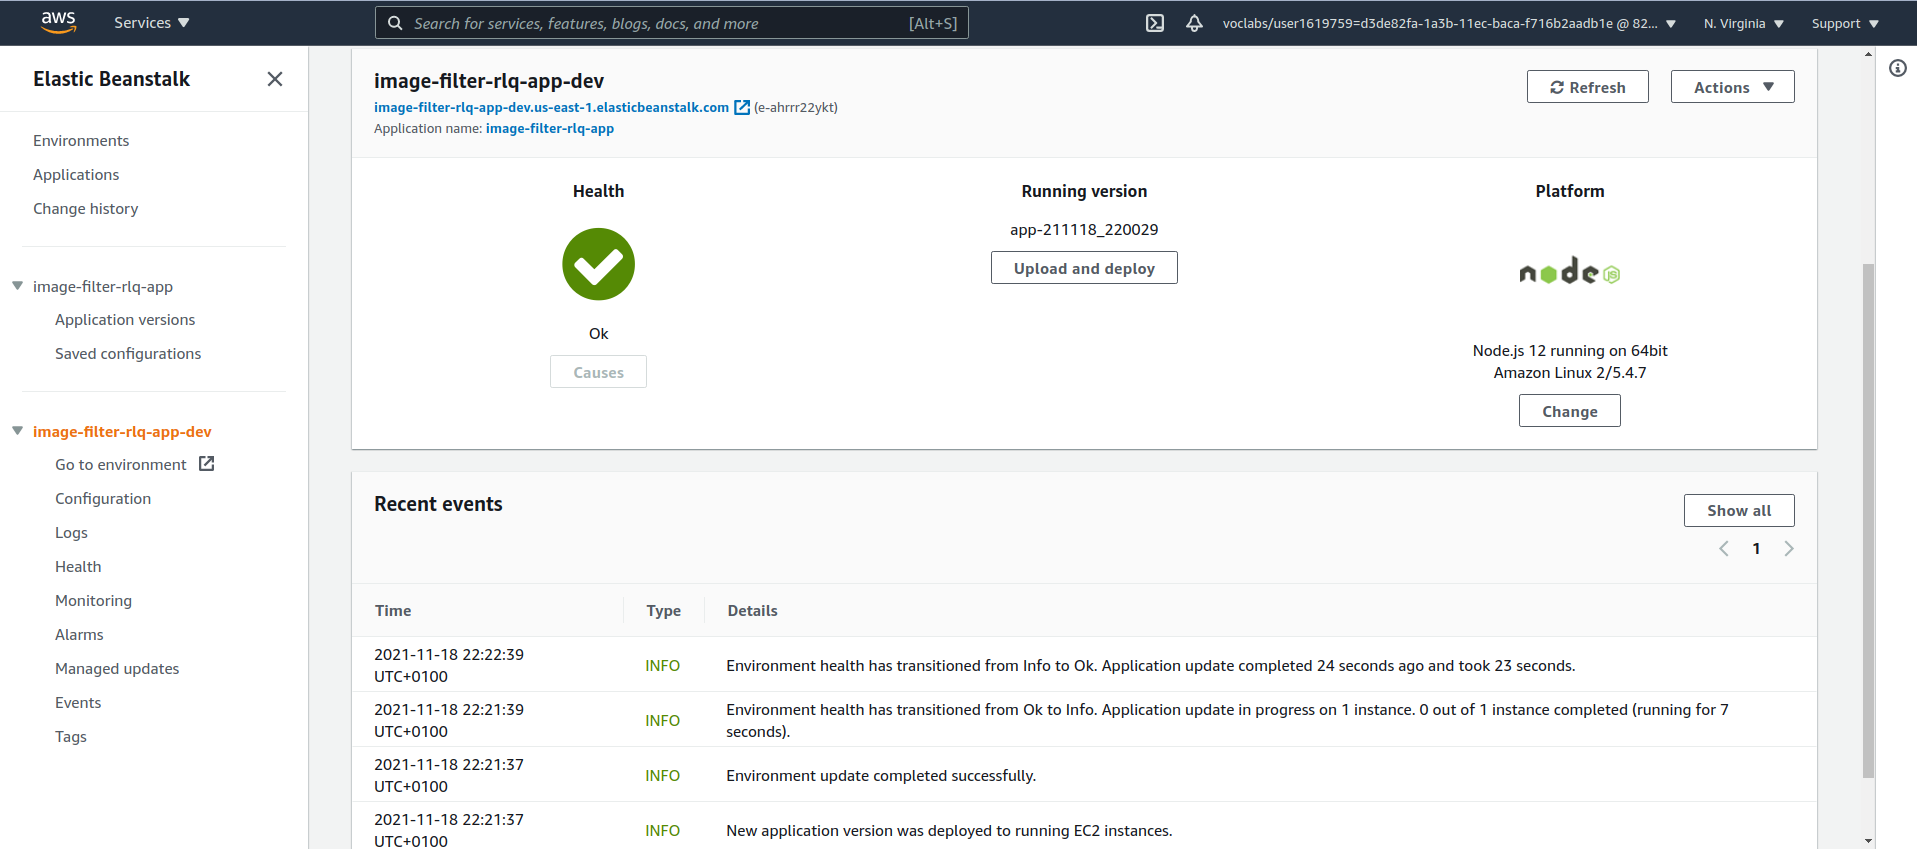 aws
Services
Search for services, features, blogs, docs, and more
[Alt+S]
voclabs/user1619759=d3de82fa-1a3b-11ec-baca-f716b2aadb1e @ 82...
N. Virginia
Support
Elastic Beanstalk
Environments
Applications
Change history
image-filter-rlq-app
Application versions
Saved configurations
image-filter-rlq-app-dev
Go to environment
Configuration
Logs
Health
Monitoring
Alarms
Managed updates
Events
Tags
image-filter-rlq-app-dev
image-filter-rlq-app-dev.us-east-1.elasticbeanstalk.com (e-ahrrr22ykt)
Application name: image-filter-rlq-app
Refresh
Actions
Health
Ok
Causes
Running version
app-211118_220029
Upload and deploy
Platform
node JS
Node.js 12 running on 64bit
Amazon Linux 2/5.4.7
Change
Recent events
Show all
1
Time Type Details
2021-11-18 22:22:39
UTC+0100
INFO
Environment health has transitioned from Info to Ok. Application update completed 24 seconds ago and took 23 seconds.
2021-11-18 22:21:39
UTC+0100
INFO
Environment health has transitioned from Ok to Info. Application update in progress on 1 instance. 0 out of 1 instance completed (running for 7
seconds).
2021-11-18 22:21:37
UTC+0100
INFO
Environment update completed successfully.
2021-11-18 22:21:37
UTC+0100
INFO
New application version was deployed to running EC2 instances.